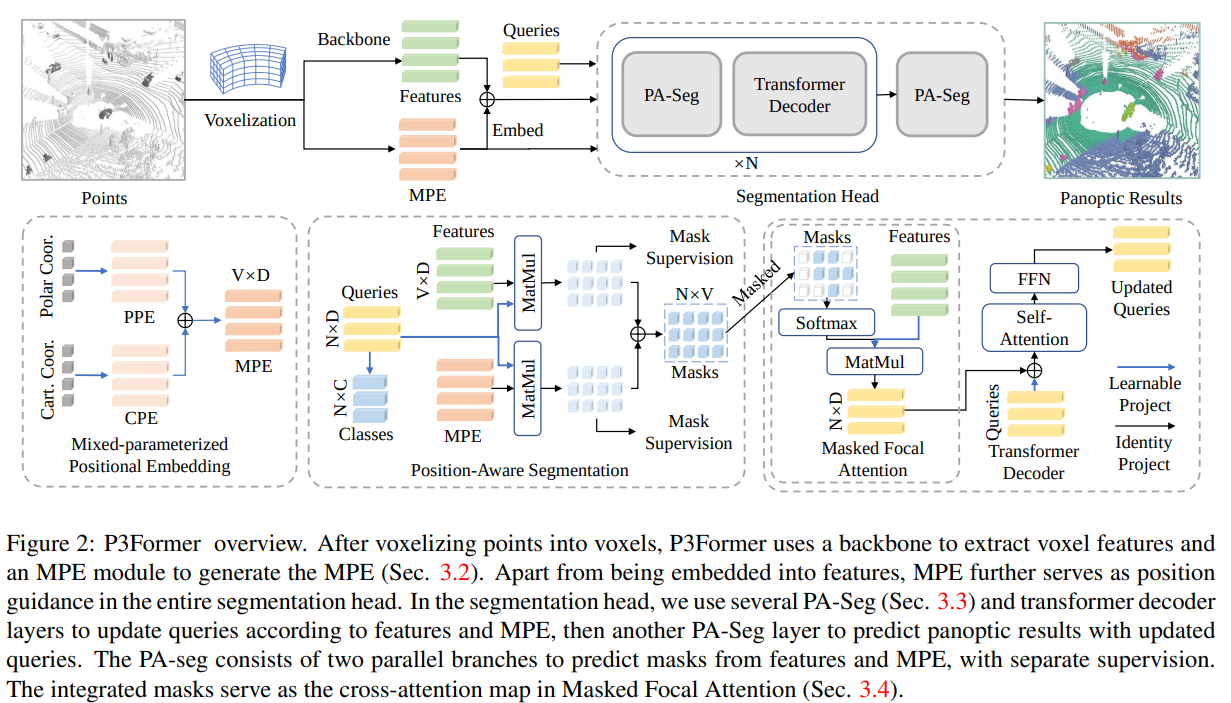 Backbone
Queries
Voxelization
Features
Embed
MPE
PA-Seg
Transformer
Decoder
PA-Seg
×N
Points
Segmentation Head
Panoptic Results
Polar Coor.
PPE
Cart. Coor.
CPE
V×D
MPE
Mixed-parameterized
Positional Embedding
Features
V×D
Queries
N×D
N×C
Classes
MPE
MatMul
MatMul
Mask
Supervision
N×V
Masks
Mask
Supervision
Position-Aware Segmentation
Masked
Masks
Features
Softmax
MatMul
N×D
Masked Focal
Attention
FFN
Self-
Attention
Updated
Queries
Queries
Transformer
Decoder
Learnable
Project
Identity
Project
Figure 2: P3Former overview. After voxelizing points into voxels, P3Former uses a backbone to extract voxel features and
an MPE module to generate the MPE (Sec. 3.2). Apart from being embedded into features, MPE further serves as position
guidance in the entire segmentation head. In the segmentation head, we use several PA-Seg (Sec. 3.3) and transformer decoder
layers to update queries according to features and MPE, then another PA-Seg layer to predict panoptic results with updated
queries. The PA-seg consists of two parallel branches to predict masks from features and MPE, with separate supervision.
The integrated masks serve as the cross-attention map in Masked Focal Attention (Sec. 3.4).